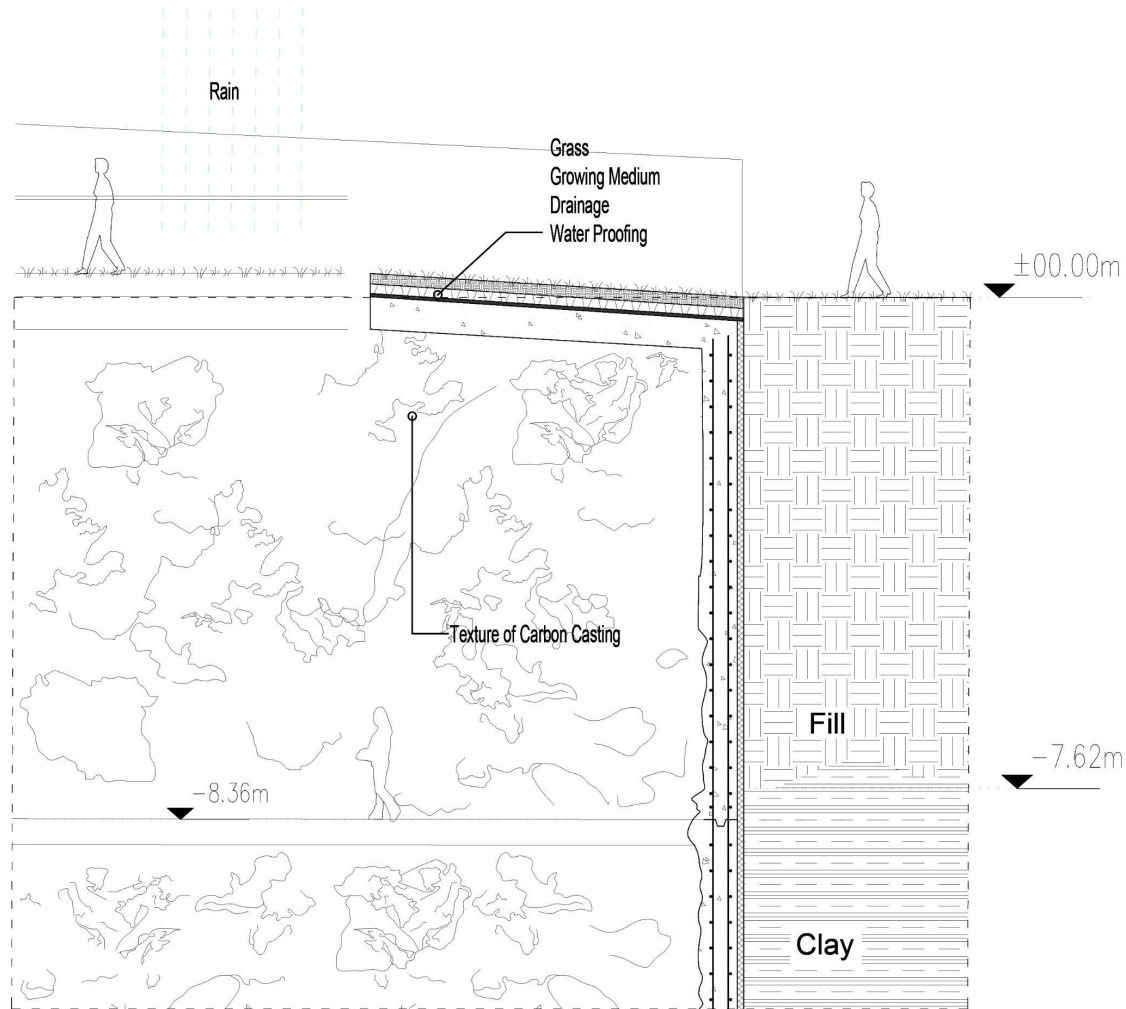 Rain
Grass
Growing Medium
Drainage
Water Proofing
±00.00m
Texture of Carbon Casting
Fill
-7.62m
-8.36m
Clay